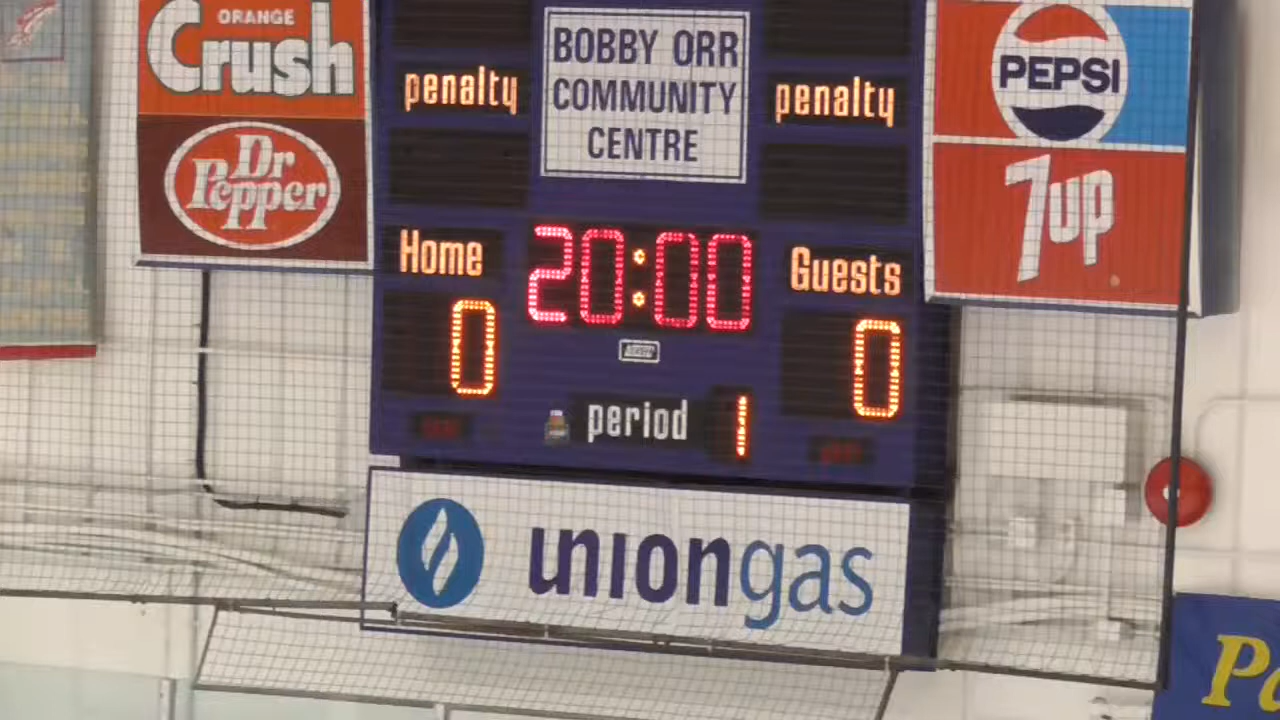 ORANGE
Crush
Dr
Pepper
penalty
BOBBY ORR
COMMUNITY
CENTRE
penalty
PEPSI
7up
Home
20:00
Guests
0
0
period 1
uniongas